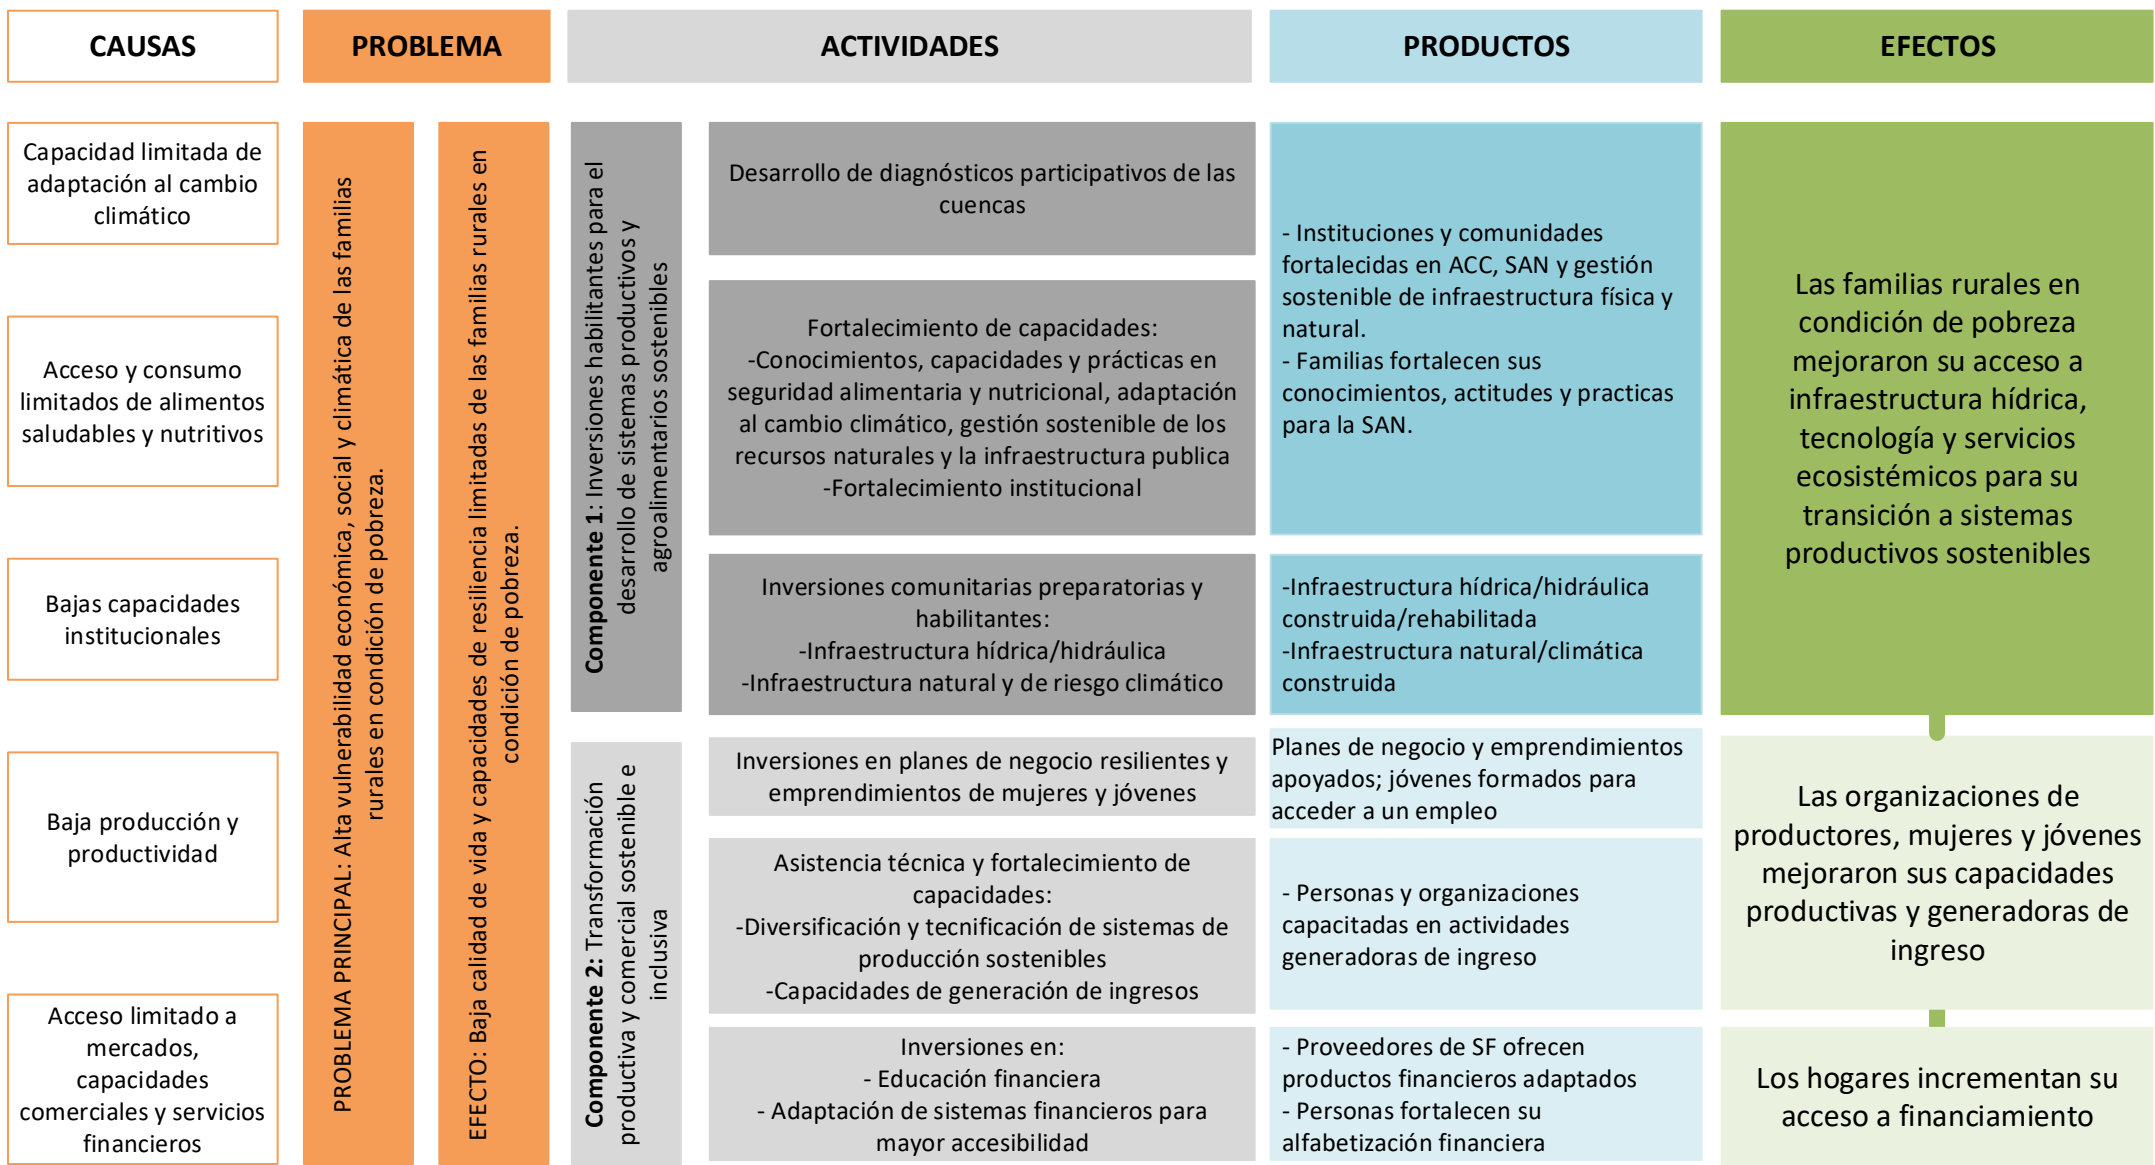 CAUSAS
PROBLEMA
ACTIVIDADES
PRODUCTOS
EFECTOS
Capacidad limitada de
adaptación al cambio
climático
Acceso y consumo
limitados de alimentos
saludables y nutritivos
Bajas capacidades
institucionales
Baja producción y
productividad
Acceso limitado a
mercados,
capacidades
comerciales y servicios
financieros
PROBLEMA PRINCIPAL: Alta vulnerabilidad económica, social y climática de las familias
rurales en condición de pobreza.
EFECTO: Baja calidad de vida y capacidades de resiliencia limitadas de las familias rurales en
condición de pobreza.
Componente 1: Inversiones habilitantes para el
desarrollo de sistemas productivos y
agroalimentarios sostenibles
Componente 2: Transformación
productiva y comercial sostenible e
inclusiva
Desarrollo de diagnósticos participativos de las
cuencas
Fortalecimiento de capacidades:
-Conocimientos, capacidades y prácticas en
seguridad alimentaria y nutricional, adaptación
al cambio climático, gestión sostenible de los
recursos naturales y la infraestructura publica
-Fortalecimiento institucional
Inversiones comunitarias preparatorias y
habilitantes:
-Infraestructura hídrica/hidráulica
-Infraestructura natural y de riesgo climático
Inversiones en planes de negocio resilientes y
emprendimientos de mujeres y jóvenes
Asistencia técnica y fortalecimiento de
capacidades:
-Diversificación y tecnificación de sistemas de
producción sostenibles
-Capacidades de generación de ingresos
Inversiones en:
- Educación financiera
- Adaptación de sistemas financieros para
mayor accesibilidad
- Instituciones y comunidades
fortalecidas en ACC, SAN y gestión
sostenible de infraestructura física y
natural.
- Familias fortalecen sus
conocimientos, actitudes y practicas
para la SAN.
-Infraestructura hídrica/hidráulica
construida/rehabilitada
-Infraestructura natural/climática
construida
Planes de negocio y emprendimientos
apoyados; jóvenes formados para
acceder a un empleo
- Personas y organizaciones
capacitadas en actividades
generadoras de ingreso
- Proveedores de SF ofrecen
productos financieros adaptados
- Personas fortalecen su
alfabetización financiera
Las familias rurales en
condición de pobreza
mejoraron su acceso a
infraestructura hídrica,
tecnología y servicios
ecosistémicos para su
transición a sistemas
productivos sostenibles
Las organizaciones de
productores, mujeres y jóvenes
mejoraron sus capacidades
productivas y generadoras de
ingreso
Los hogares incrementan su
acceso a financiamiento